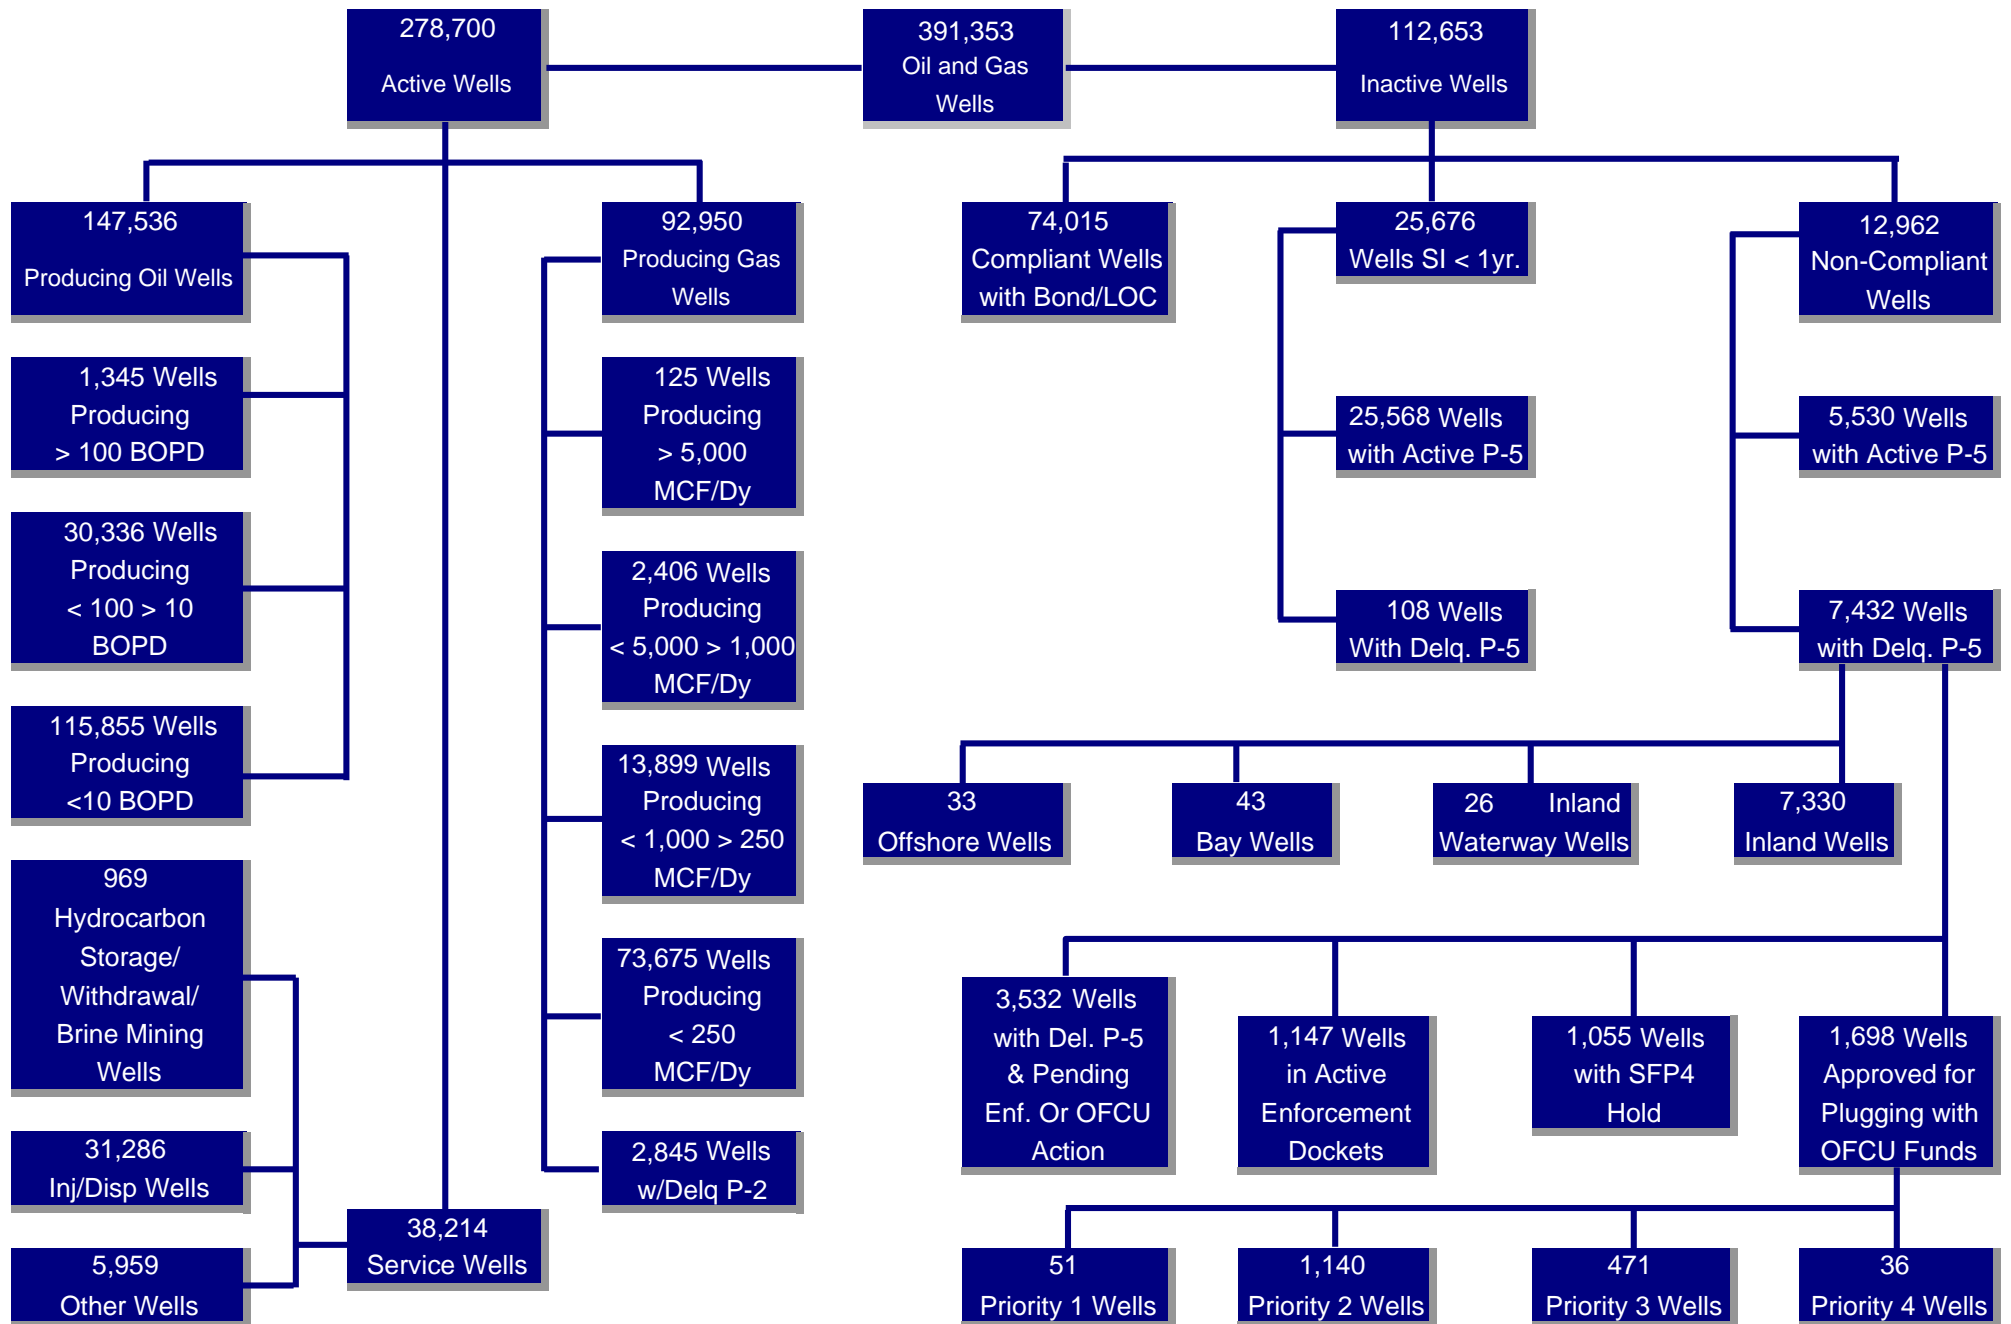 278,700
Active Wells
391,353
Oil and Gas
Wells
112,653
Inactive Wells
147,536
Producing Oil Wells
92,950
Producing Gas
Wells
74,015
Compliant Wells
with Bond/LOC
25,676
Wells SI < 1yr.
12,962
Non-Compliant
Wells
1,345 Wells
Producing
> 100 BOPD
125 Wells
Producing
> 5,000
MCF/Dy
25,568 Wells
with Active P-5
5,530 Wells
with Active P-5
30,336 Wells
Producing
< 100 > 10
BOPD
2,406 Wells
Producing
< 5,000 > 1,000
MCF/Dy
108 Wells
With Delq. P-5
7,432 Wells
with Delq. P-5
115,855 Wells
Producing
<10 BOPD
13,899 Wells
Producing
< 1,000 > 250
MCF/Dy
33
Offshore Wells
43
Bay Wells
26 Inland
Waterway Wells
7,330
Inland Wells
969
Hydrocarbon
Storage/
Withdrawal/
Brine Mining
Wells
73,675 Wells
Producing
< 250
MCF/Dy
3,532 Wells
with Del. P-5
& Pending
Enf. Or OFCU
Action
1,147 Wells
in Active
Enforcement
Dockets
1,055 Wells
with SFP4
Hold
1,698 Wells
Approved for
Plugging with
OFCU Funds
31,286
Inj/Disp Wells
2,845 Wells
w/Delq P-2
38,214
Service Wells
5,959
Other Wells
51
Priority 1 Wells
1,140
Priority 2 Wells
471
Priority 3 Wells
36
Priority 4 Wells